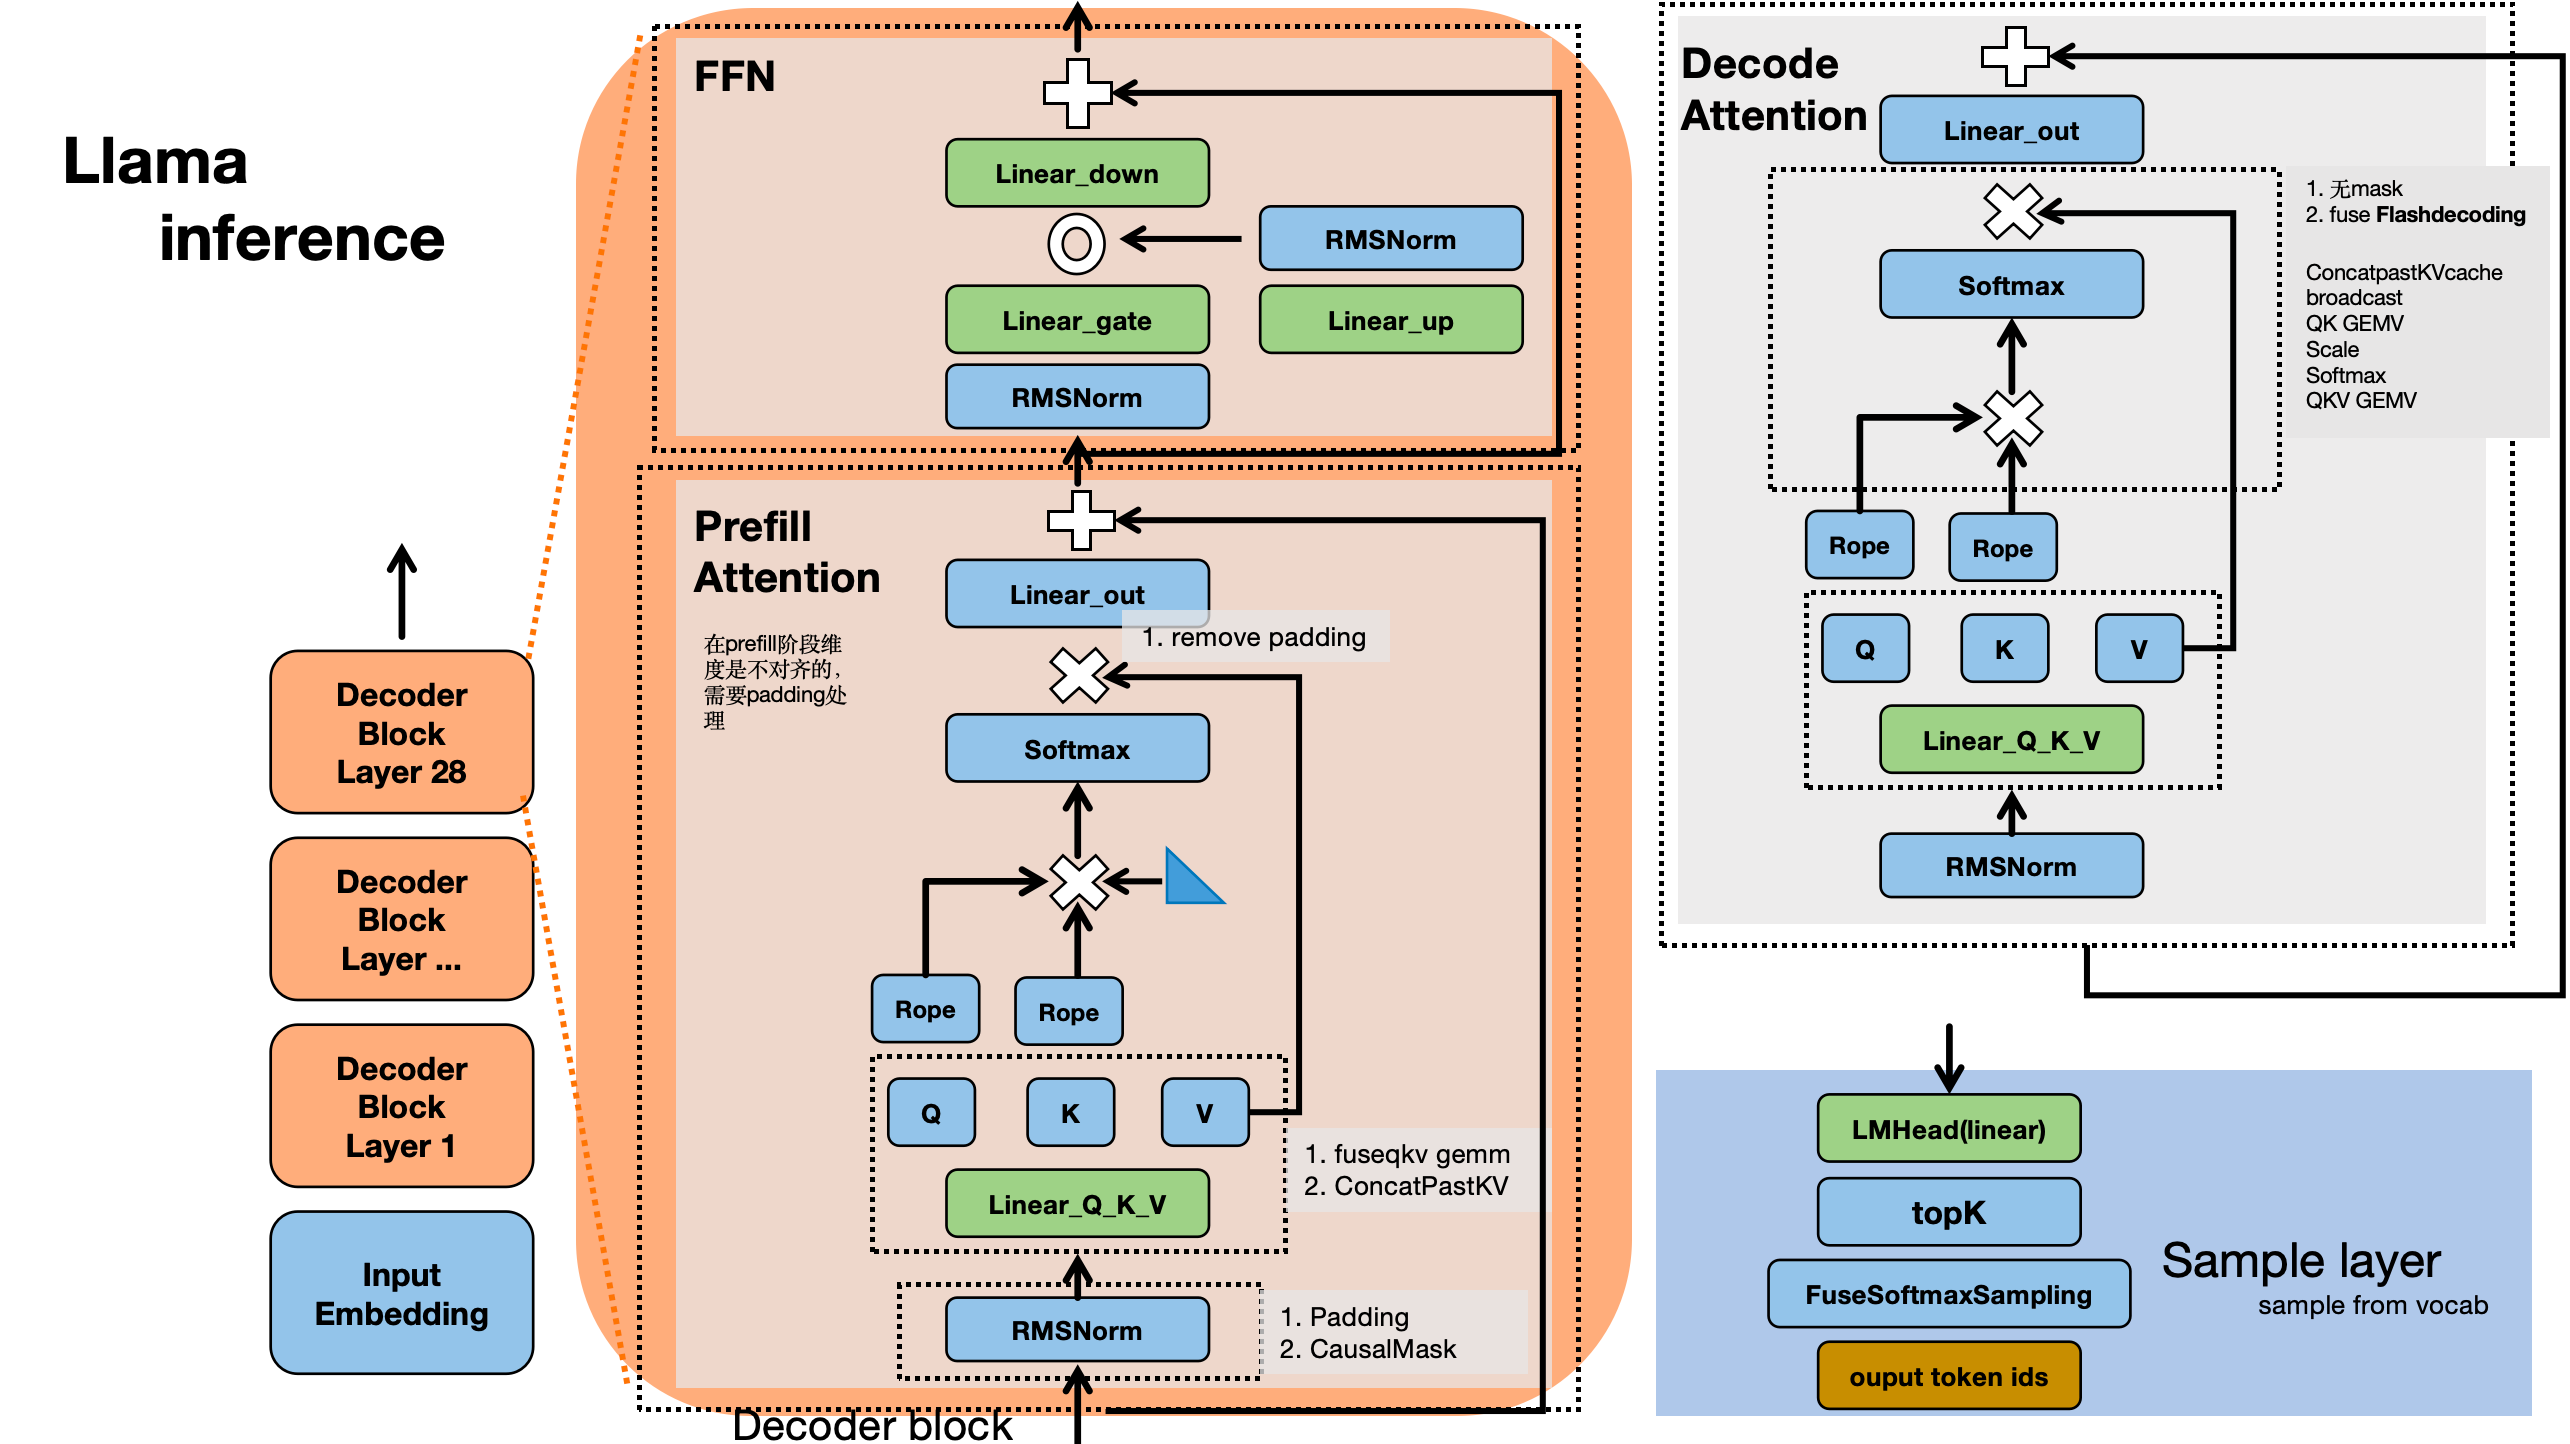 Llama
inference
Decoder
Block
Layer 28
Decoder
Block
Layer ...
Decoder
Block
Layer 1
Input
Embedding
FFN
Linear_down
RMSNorm
Linear_gate
Linear_up
RMSNorm
Prefill
Attention
Linear_out
1. remove padding
在prefill阶段维
度是不对齐的，
需要padding处
理
Softmax
Rope
Rope
Q
K
V
1. fuseqkv gemm
2. ConcatPastKV
Linear_Q_K_V
RMSNorm
1. Padding
2. CausalMask
Decoder block
Decode
Attention
Linear_out
1. 无mask
2. fuse Flashdecoding
ConcatpastKVcache
broadcast
QK GEMV
Scale
Softmax
QKV GEMV
Softmax
Rope
Rope
Q
K
V
Linear_Q_K_V
RMSNorm
LMHead(linear)
topK
FuseSoftmaxSampling
ouput token ids
Sample layer
sample from vocab